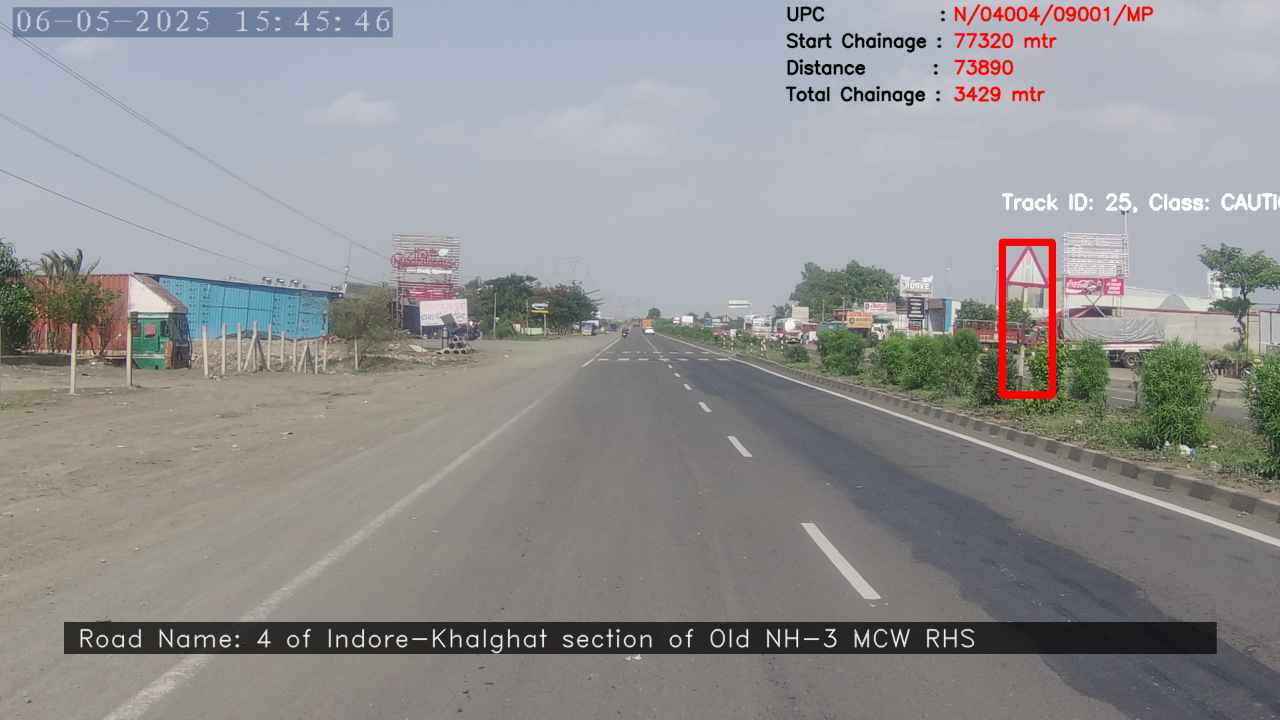 06-05-2025 15:45:46
UPC : N/04004/09001/MP
Start Chainage : 77320 mtr
Distance : 73890
Total Chainage : 3429 mtr
Track ID: 25, Class: CAUTI
Coca-Cola
Road Name: 4 of Indore-Khalghat section of Old NH-3 MCW RHS